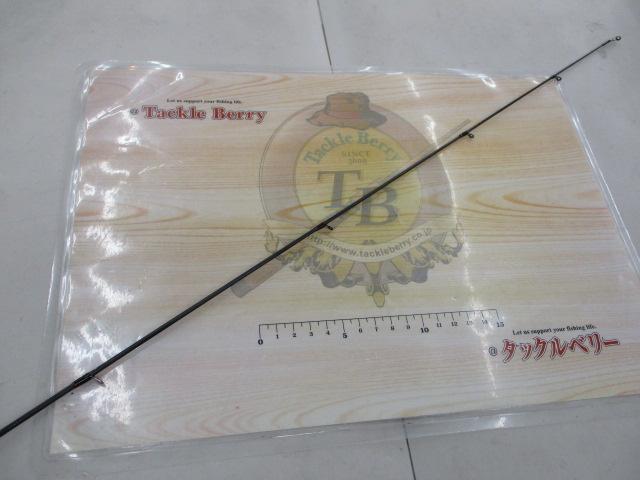 Let us support your fishing life.
@ Tackle Berry
Tackle Berry
SINCE
TB
http://www.tackleberry.co.jp
0 1 2 3 4 5 6 7 8 9 10 11 12 13 14 15
Let us support your fishing life.
@ タックルベリー